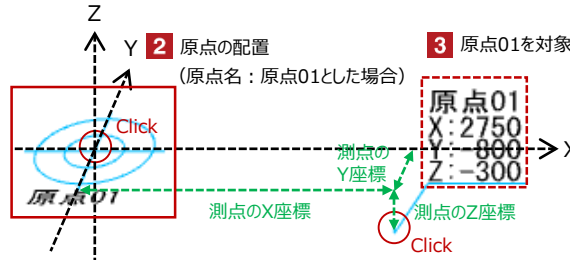 Z
Y
2 原点の配置
（原点名：原点01とした場合）
3 原点01を対象
Click
原点01
X:2750
Y:-800
Z:-300
X
測点の
Y座標
原点01
測点のX座標
測点のZ座標
Click